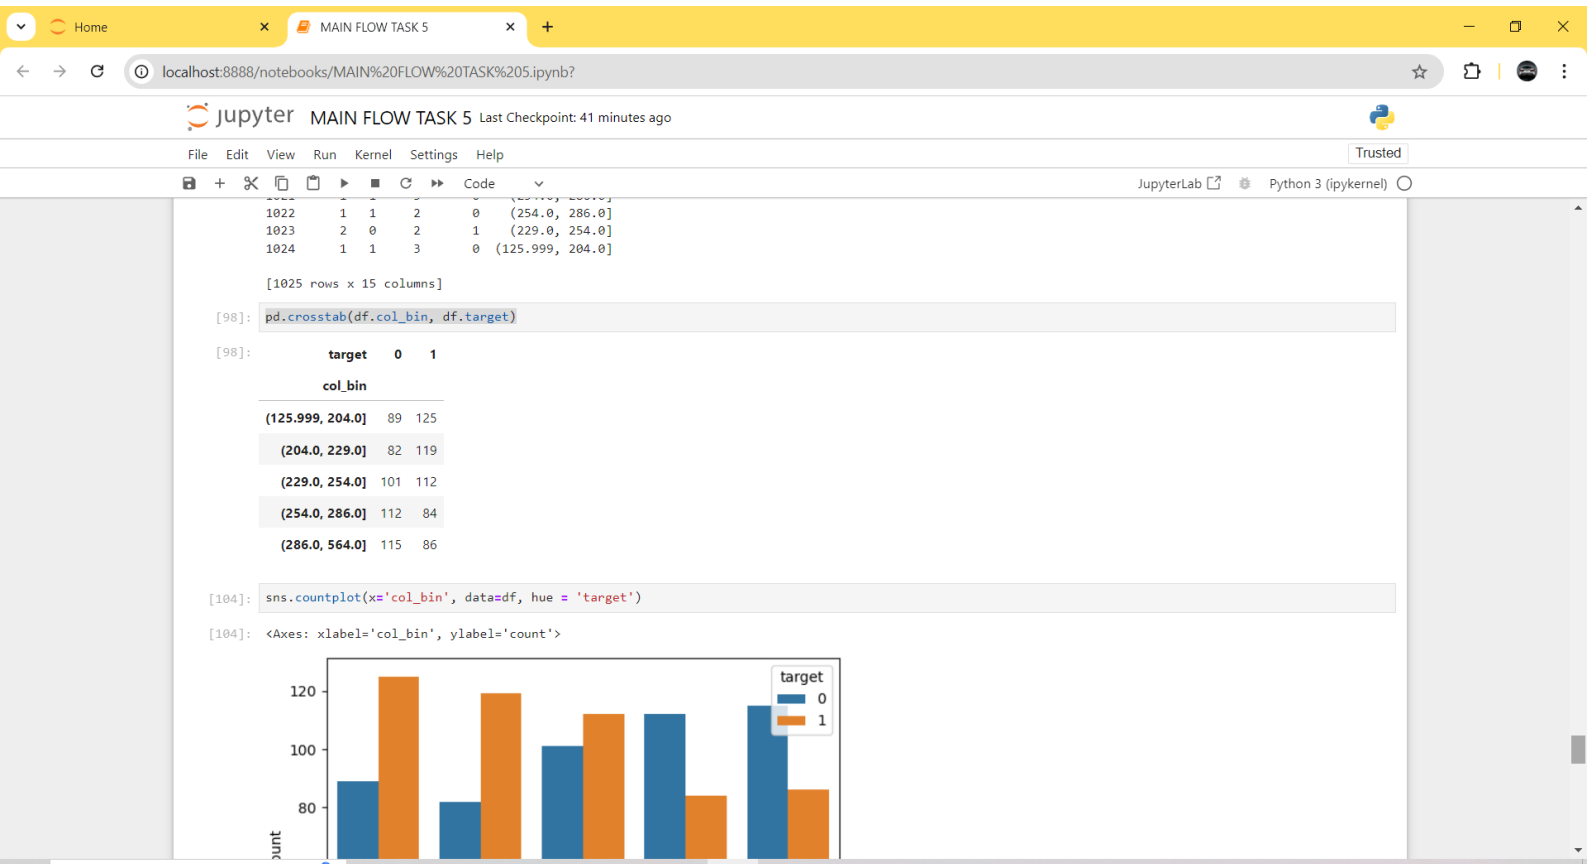 Home
MAIN FLOW TASK 5
localhost:8888/notebooks/MAIN%20FLOW%20TASK%205.ipynb?
jupyter MAIN FLOW TASK 5 Last Checkpoint: 41 minutes ago
File Edit View Run Kernel Settings Help
Trusted
Code
JupyterLab
Python 3 (ipykernel)
1022 1 1 2 0 (254.0, 286.0]
1023 2 0 2 1 (229.0, 254.0]
1024 1 1 3 0 (125.999, 204.0]
[1025 rows x 15 columns]
[98]: pd.crosstab(df.col_bin, df.target)
[98]: target 0 1
col_bin
(125.999, 204.0] 89 125
(204.0, 229.0] 82 119
(229.0, 254.0] 101 112
(254.0, 286.0] 112 84
(286.0, 564.0] 115 86
[104]: sns.countplot(x='col_bin', data=df, hue = 'target')
[104]: <Axes: xlabel='col_bin', ylabel='count'>
target
0
1
120
100
80